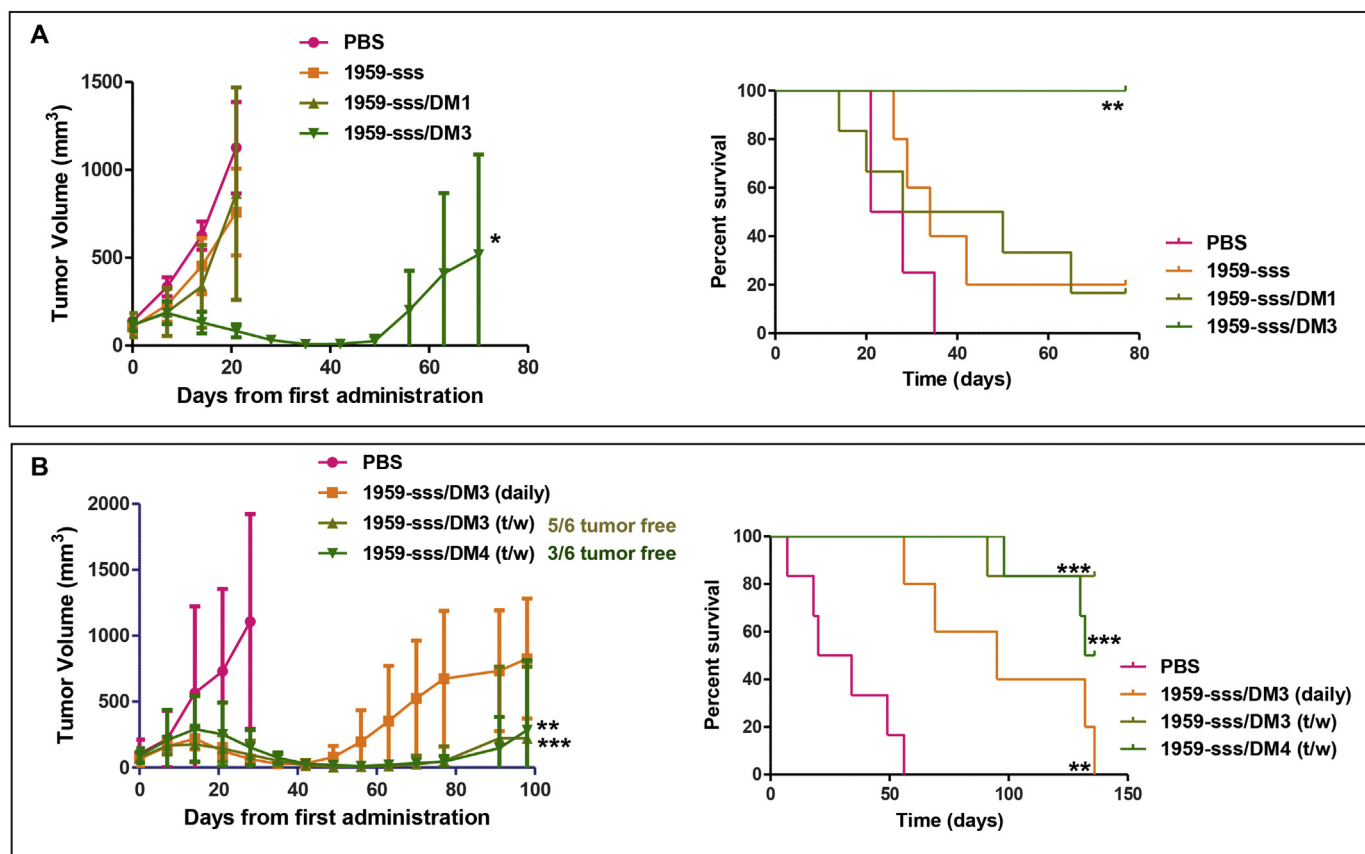 A
PBS
1959-sss
1959-sss/DM1
1959-sss/DM3
Tumor Volume (mm³)
1500
1000
500
0
0 20 40 60 80
Days from first administration
*
Percent survival
100
80
60
40
20
0
0 20 40 60 80
Time (days)
**
PBS
1959-sss
1959-sss/DM1
1959-sss/DM3
B
PBS
1959-sss/DM3 (daily)
1959-sss/DM3 (t/w) 5/6 tumor free
1959-sss/DM4 (t/w) 3/6 tumor free
Tumor Volume (mm³)
2000
1500
1000
500
0
0 20 40 60 80 100
Days from first administration
**
***
Percent survival
100
80
60
40
20
0
0 50 100 150
Time (days)
***
***
**
PBS
1959-sss/DM3 (daily)
1959-sss/DM3 (t/w)
1959-sss/DM4 (t/w)